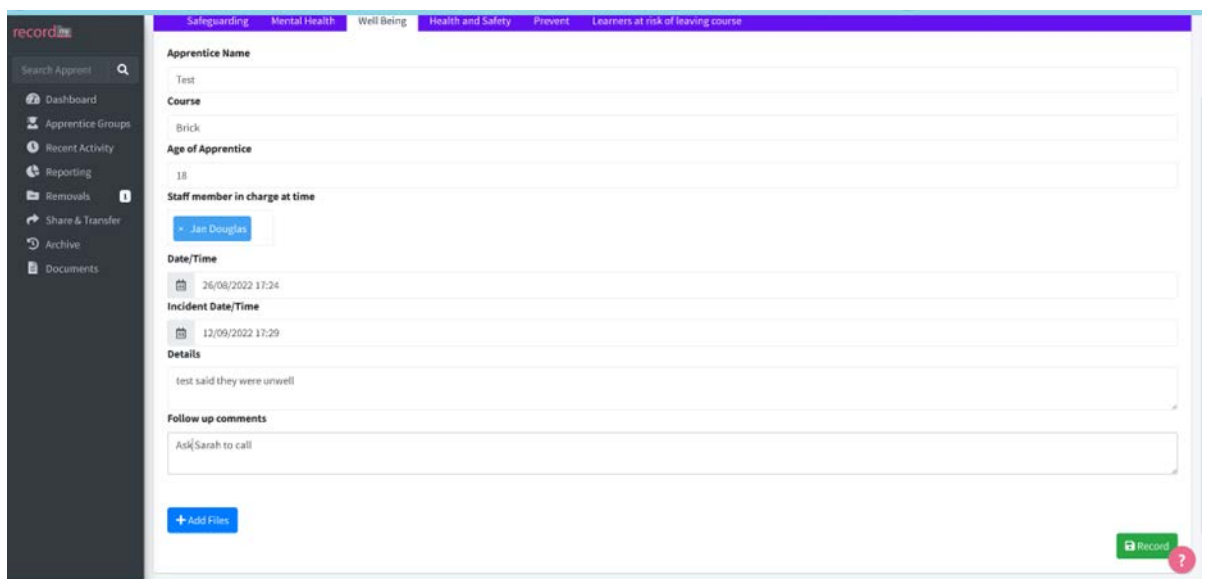 Safeguarding Mental Health Well Being Health and Safety Prevent Learners at risk of leaving course
record my
Search Apprent
Dashboard
Apprentice Groups
Recent Activity
Reporting
Removals 1
Share & Transfer
Archive
Documents
Apprentice Name
Test
Course
Brick
Age of Apprentice
18
Staff member in charge at time
× Jan Douglas
Date/Time
26/08/2022 17:24
Incident Date/Time
12/09/2022 17:29
Details
test said they were unwell
Follow up comments
Ask Sarah to call
+ Add Files
Record
?